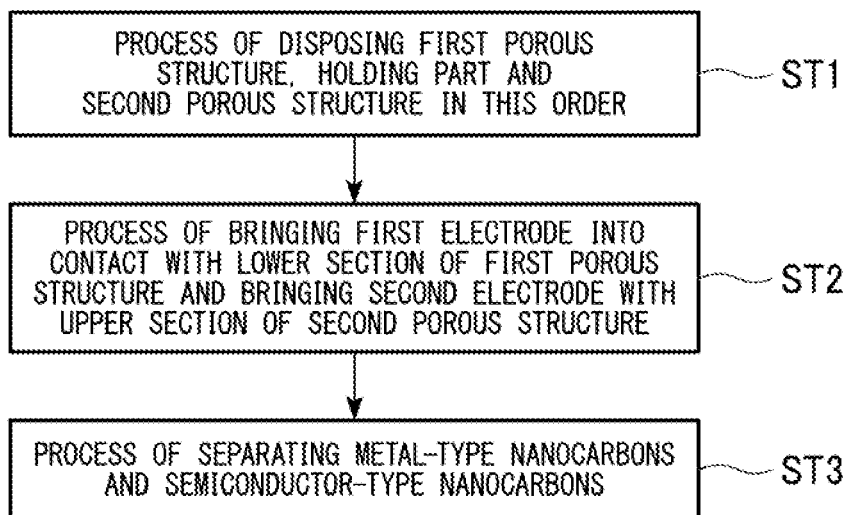 PROCESS OF DISPOSING FIRST POROUS
STRUCTURE, HOLDING PART AND
SECOND POROUS STRUCTURE IN THIS ORDER
ST1
PROCESS OF BRINGING FIRST ELECTRODE INTO
CONTACT WITH LOWER SECTION OF FIRST POROUS
STRUCTURE AND BRINGING SECOND ELECTRODE WITH
UPPER SECTION OF SECOND POROUS STRUCTURE
ST2
PROCESS OF SEPARATING METAL-TYPE NANOCARBONS
AND SEMICONDUCTOR-TYPE NANOCARBONS
ST3